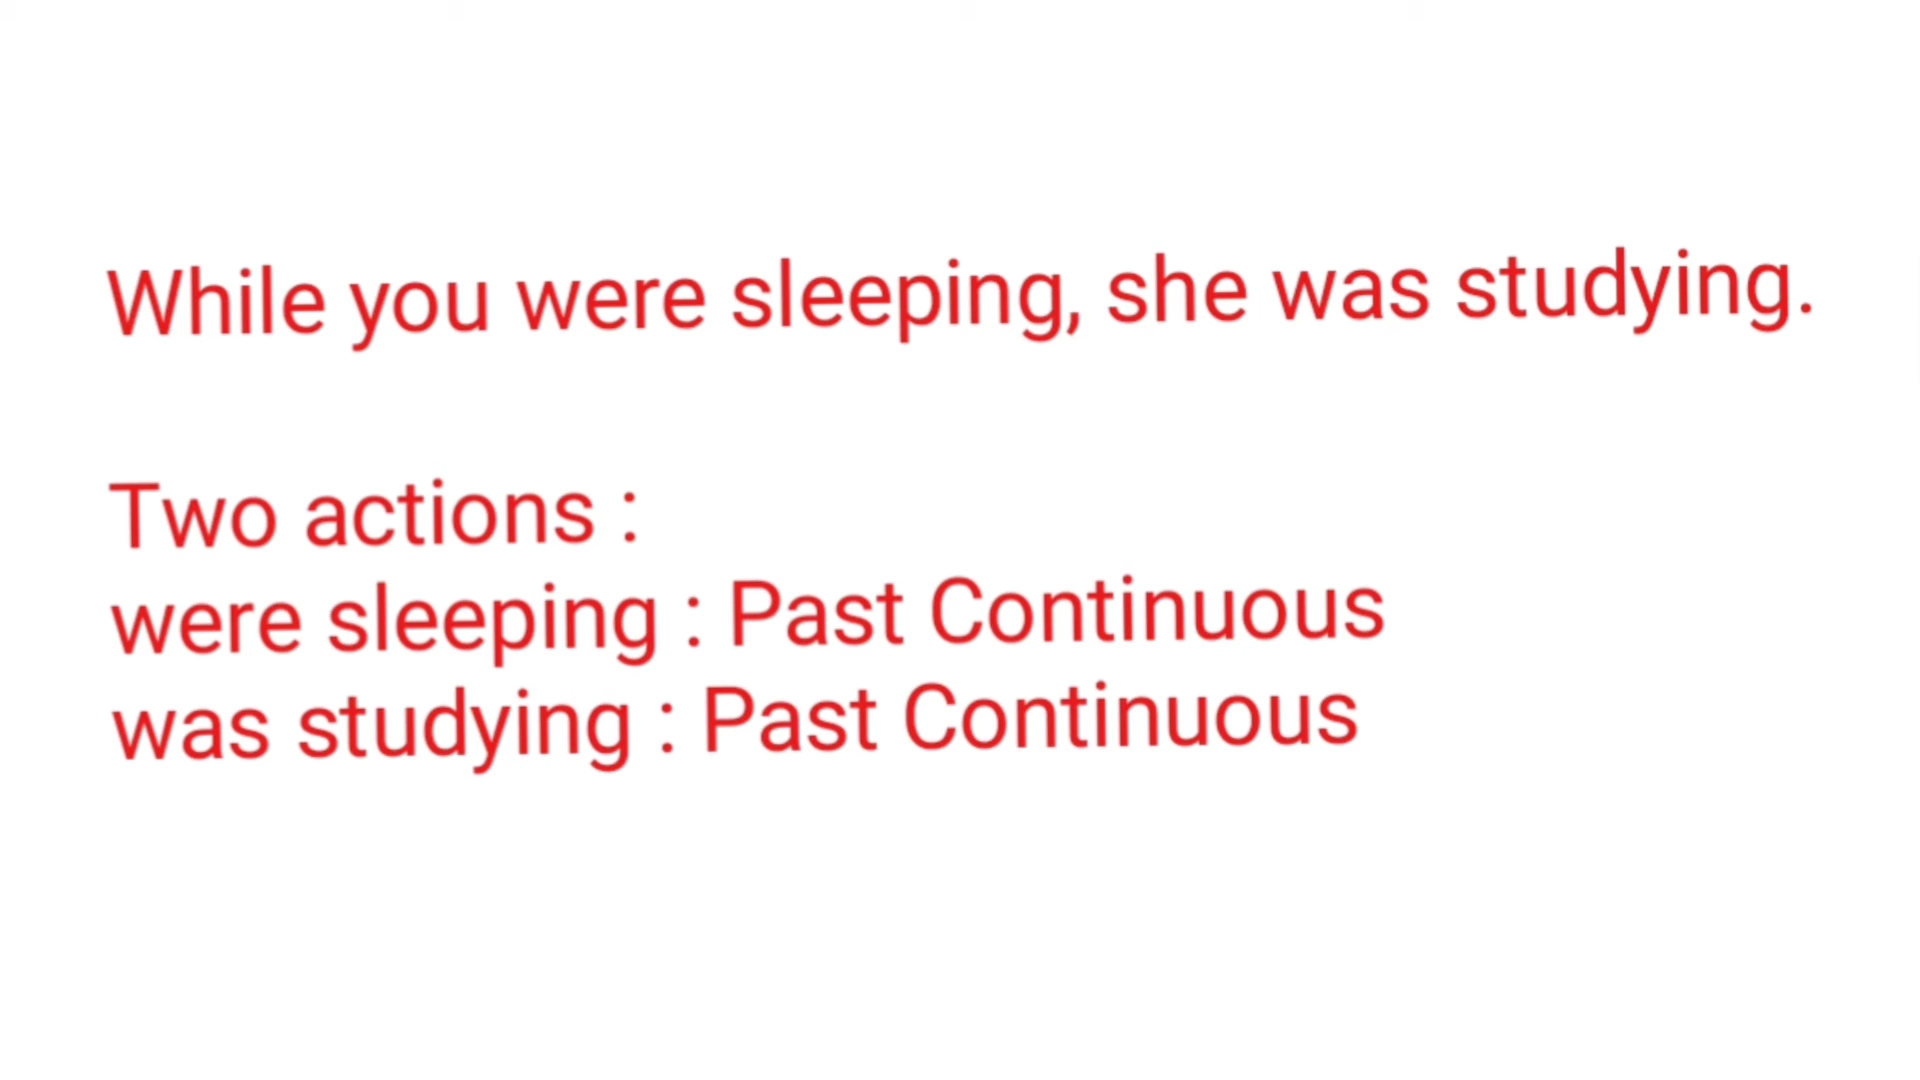 While you were sleeping, she was studying.
Two actions :
were sleeping : Past Continuous
was studying : Past Continuous